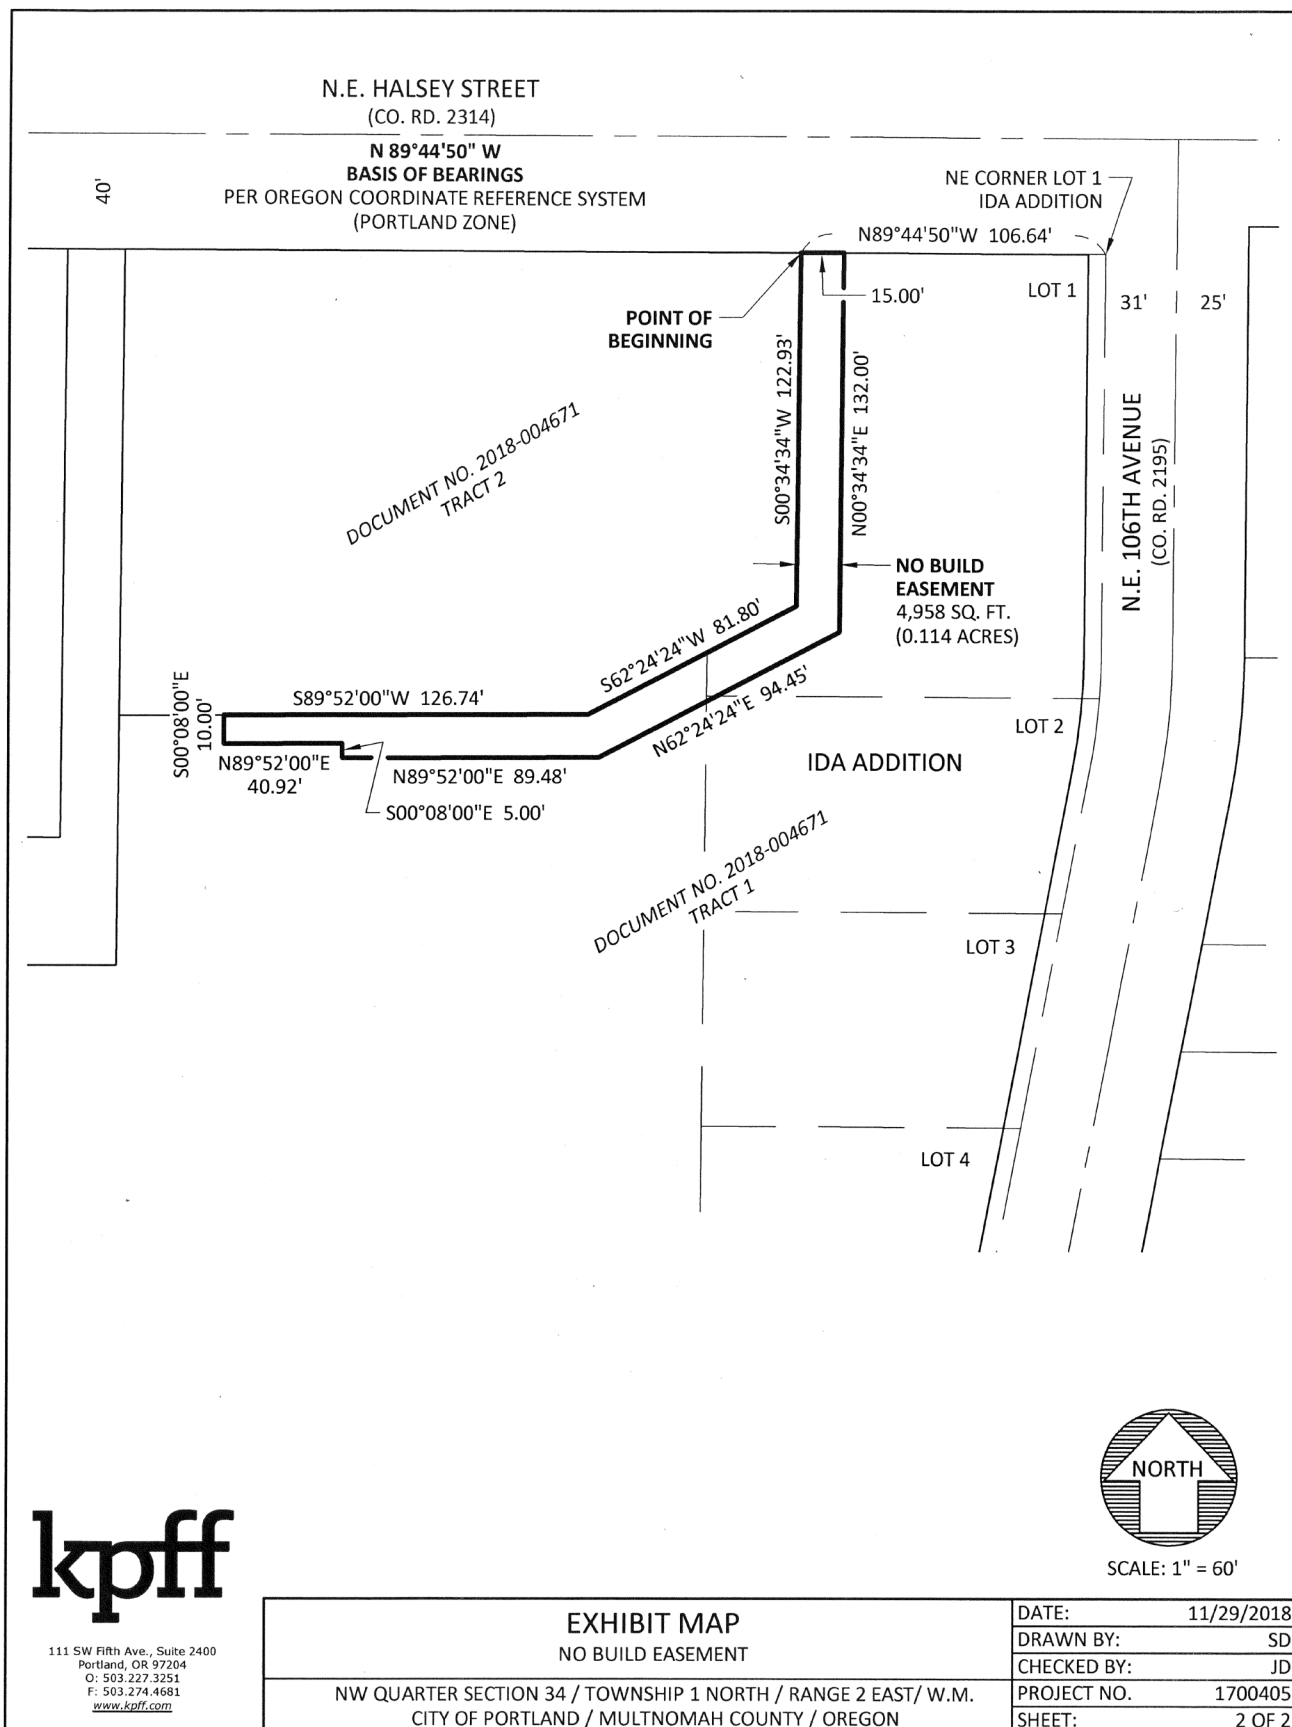 N.E. HALSEY STREET
(CO. RD. 2314)
N 89°44'50" W
BASIS OF BEARINGS
PER OREGON COORDINATE REFERENCE SYSTEM
(PORTLAND ZONE)
40'
NE CORNER LOT 1
IDA ADDITION
N89°44'50"W 106.64'
15.00'
LOT 1
31'
25'
POINT OF
BEGINNING
S00°34'34"W 122.93'
N00°34'34"E 132.00'
N.E. 106TH AVENUE
(CO. RD. 2195)
DOCUMENT NO. 2018-004671
TRACT 2
NO BUILD
EASEMENT
4,958 SQ. FT.
(0.114 ACRES)
S62°24'24"W 81.80'
N62°24'24"E 94.45'
S89°52'00"W 126.74'
S00°08'00"E
10.00'
N89°52'00"E
40.92'
N89°52'00"E 89.48'
S00°08'00"E 5.00'
LOT 2
IDA ADDITION
DOCUMENT NO. 2018-004671
TRACT 1
LOT 3
LOT 4
NORTH
SCALE: 1" = 60'
kpff
111 SW Fifth Ave., Suite 2400
Portland, OR 97204
O: 503.227.3251
F: 503.274.4681
www.kpff.com
EXHIBIT MAP
NO BUILD EASEMENT
NW QUARTER SECTION 34 / TOWNSHIP 1 NORTH / RANGE 2 EAST/ W.M.
CITY OF PORTLAND / MULTNOMAH COUNTY / OREGON
DATE: 11/29/2018
DRAWN BY: SD
CHECKED BY: JD
PROJECT NO. 1700405
SHEET: 2 OF 2